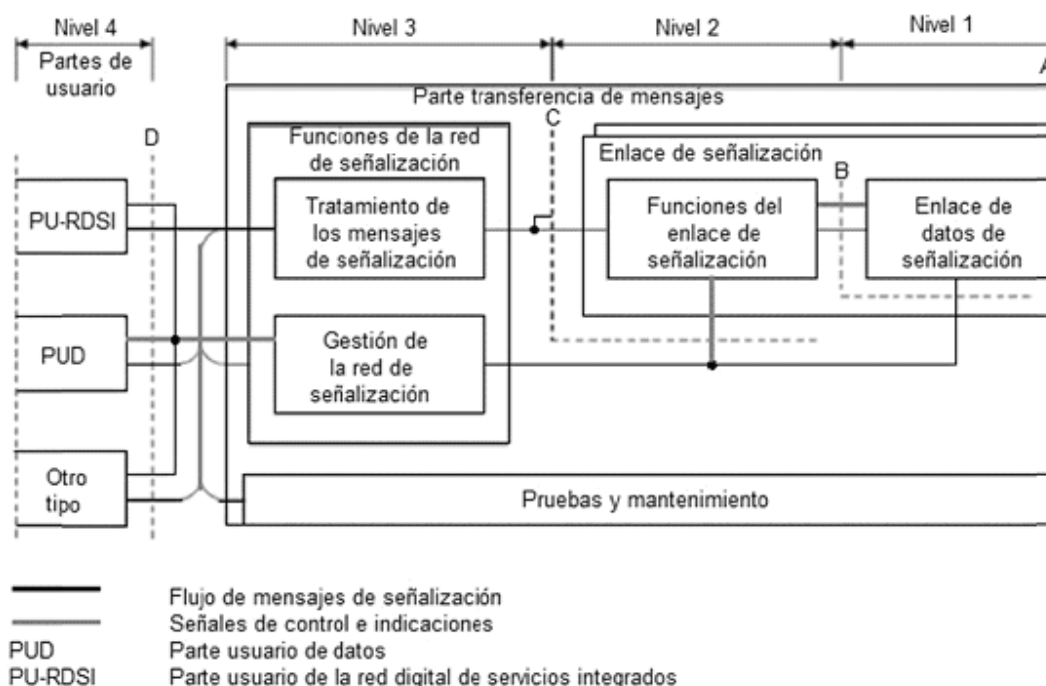 Nivel 4
Nivel 3
Nivel 2
Nivel 1
Partes de
usuario
A
Parte transferencia de mensajes
D
C
Funciones de la red
de señalización
Enlace de señalización
B
PU-RDSI
Tratamiento de
los mensajes
de señalización
Funciones del
enlace de
señalización
Enlace de
datos de
señalización
PUD
Gestión de
la red de
señalización
Otro
tipo
Pruebas y mantenimiento
Flujo de mensajes de señalización
Señales de control e indicaciones
PUD Parte usuario de datos
PU-RDSI Parte usuario de la red digital de servicios integrados